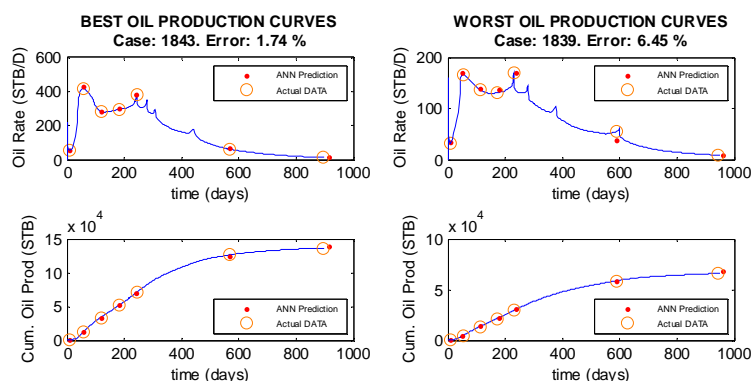 BEST OIL PRODUCTION CURVES
Case: 1843. Error: 1.74 %
Oil Rate (STB/D)
600
400
200
0
0 200 400 600 800 1000
time (days)
ANN Prediction
Actual DATA
WORST OIL PRODUCTION CURVES
Case: 1839. Error: 6.45 %
Oil Rate (STB/D)
200
100
0
0 200 400 600 800 1000
time (days)
ANN Prediction
Actual DATA
x 10^4
Cum. Oil Prod (STB)
15
10
5
0
0 200 400 600 800 1000
time (days)
ANN Prediction
Actual DATA
x 10^4
Cum. Oil Prod (STB)
10
5
0
0 200 400 600 800 1000
time (days)
ANN Prediction
Actual DATA